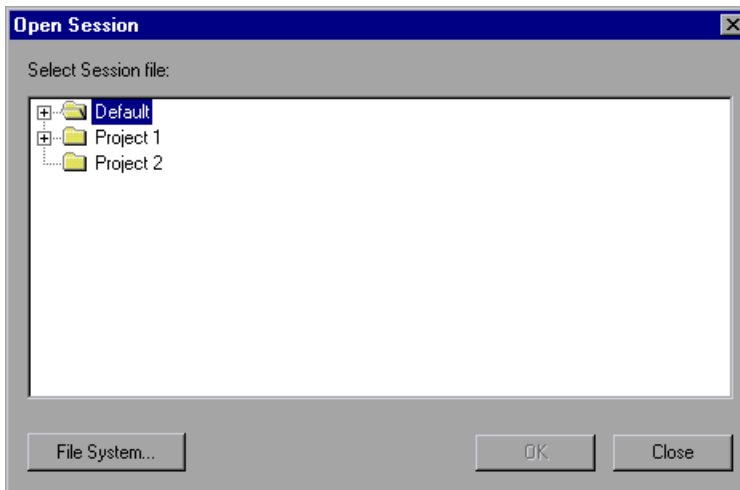 Open Session
Select Session file:
Default
Project 1
Project 2
File System...
OK
Close